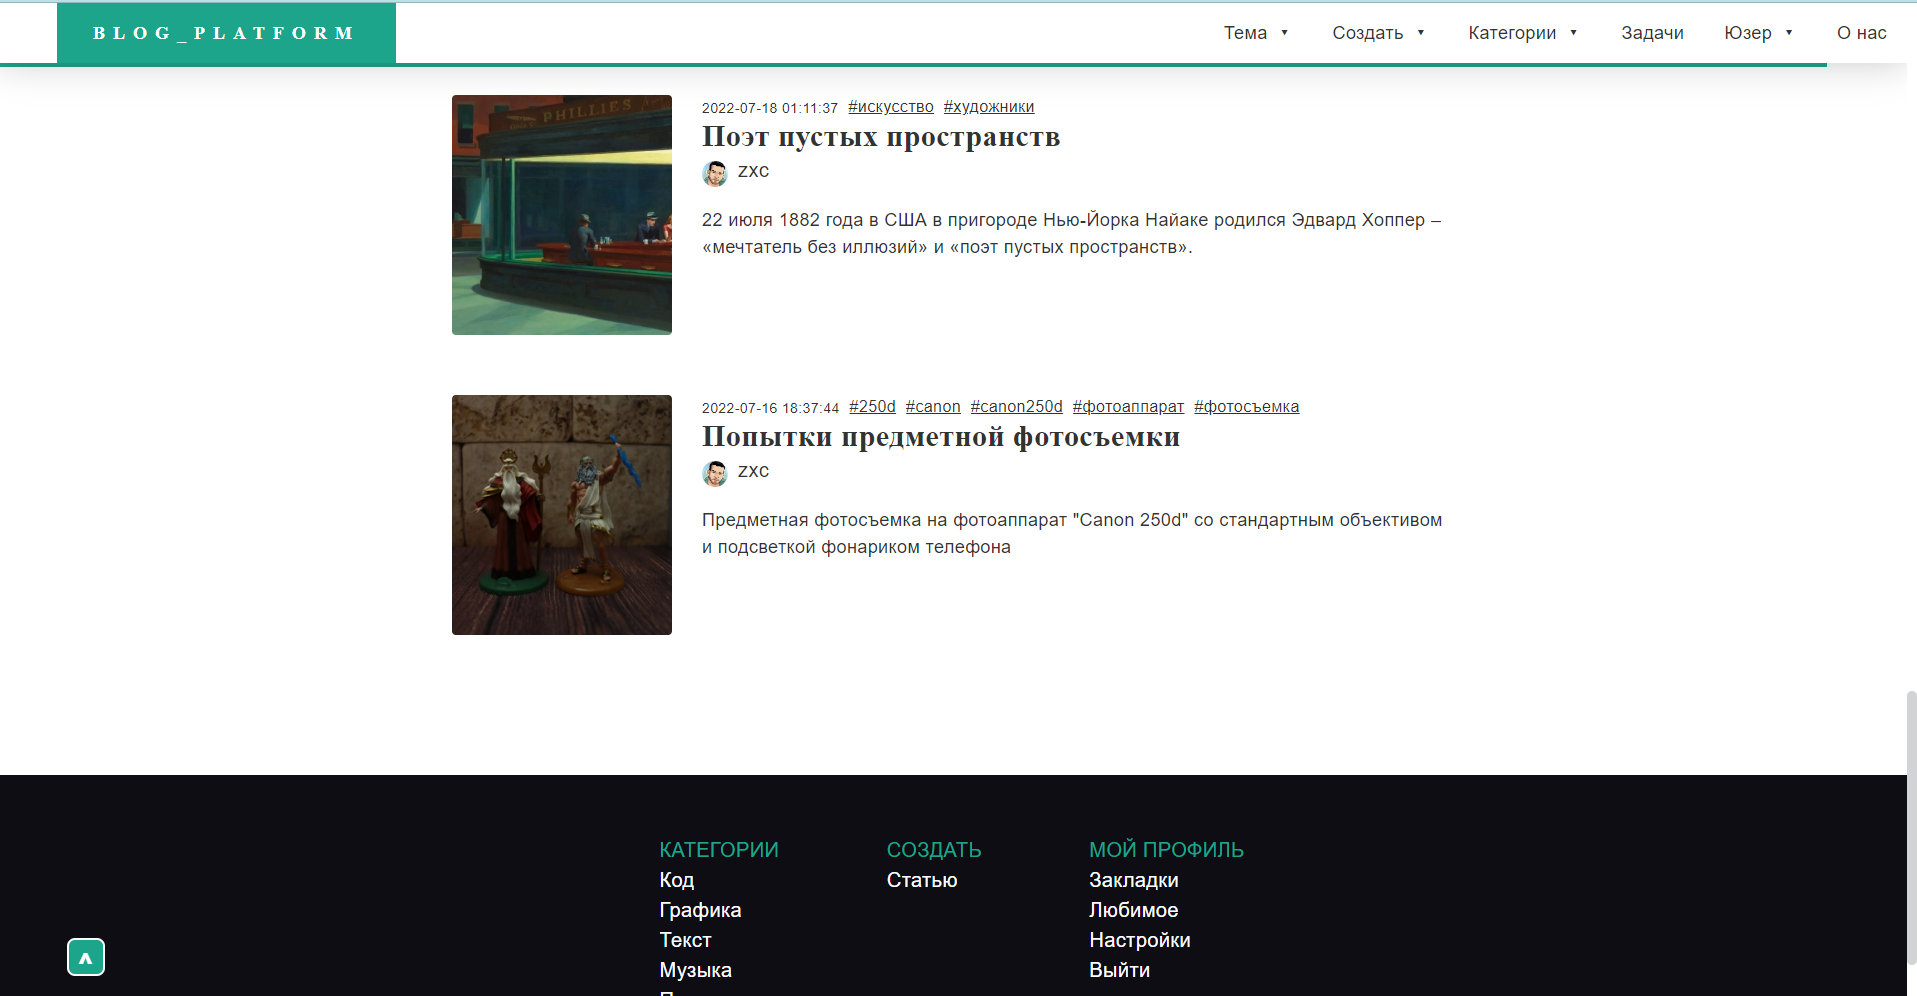 BLOG_PLATFORM
Тема ▼ Создать ▼ Категории ▼ Задачи Юзер ▼ О нас
PHILLIES
2022-07-18 01:11:37 #искусство #художники
Поэт пустых пространств
zxc
22 июля 1882 года в США в пригороде Нью-Йорка Найаке родился Эдвард Хоппер –
«мечтатель без иллюзий» и «поэт пустых пространств».
2022-07-16 18:37:44 #250d #canon #canon250d #фотоаппарат #фотосъемка
Попытки предметной фотосъемки
zxc
Предметная фотосъемка на фотоаппарат "Canon 250d" со стандартным объективом
и подсветкой фонариком телефона
КАТЕГОРИИ
Код
Графика
Текст
Музыка
СОЗДАТЬ
Статью
МОЙ ПРОФИЛЬ
Закладки
Любимое
Настройки
Выйти